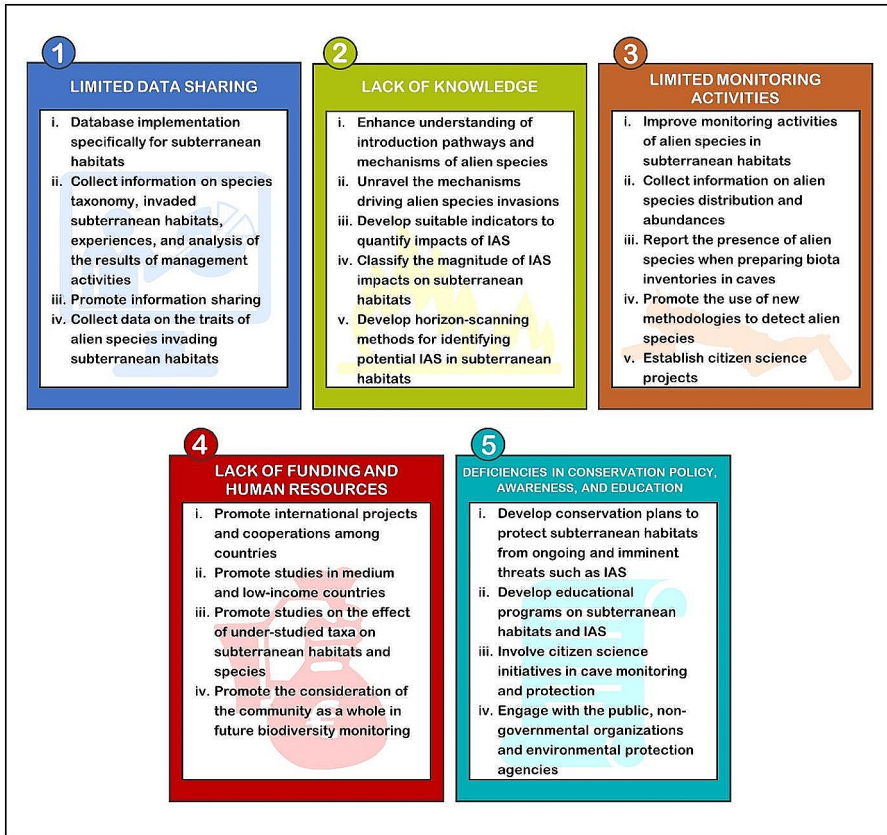 1
LIMITED DATA SHARING
i. Database implementation
specifically for subterranean
habitats
ii. Collect information on species
taxonomy, invaded
subterranean habitats,
experiences, and analysis of
the results of management
activities
iii. Promote information sharing
iv. Collect data on the traits of
alien species invading
subterranean habitats
2
LACK OF KNOWLEDGE
i. Enhance understanding of
introduction pathways and
mechanisms of alien species
ii. Unravel the mechanisms
driving alien species invasions
iii. Develop suitable indicators to
quantify impacts of IAS
iv. Classify the magnitude of IAS
impacts on subterranean
habitats
v. Develop horizon-scanning
methods for identifying
potential IAS in subterranean
habitats
3
LIMITED MONITORING
ACTIVITIES
i. Improve monitoring activities
of alien species in
subterranean habitats
ii. Collect information on alien
species distribution and
abundances
iii. Report the presence of alien
species when preparing biota
inventories in caves
iv. Promote the use of new
methodologies to detect alien
species
v. Establish citizen science
projects
4
LACK OF FUNDING AND
HUMAN RESOURCES
i. Promote international projects
and cooperations among
countries
ii. Promote studies in medium
and low-income countries
iii. Promote studies on the effect
of under-studied taxa on
subterranean habitats and
species
iv. Promote the consideration of
the community as a whole in
future biodiversity monitoring
€
5
DEFICIENCIES IN CONSERVATION POLICY,
AWARENESS, AND EDUCATION
i. Develop conservation plans to
protect subterranean habitats
from ongoing and imminent
threats such as IAS
ii. Develop educational
programs on subterranean
habitats and IAS
iii. Involve citizen science
initiatives in cave monitoring
and protection
iv. Engage with the public, non-
governmental organizations
and environmental protection
agencies